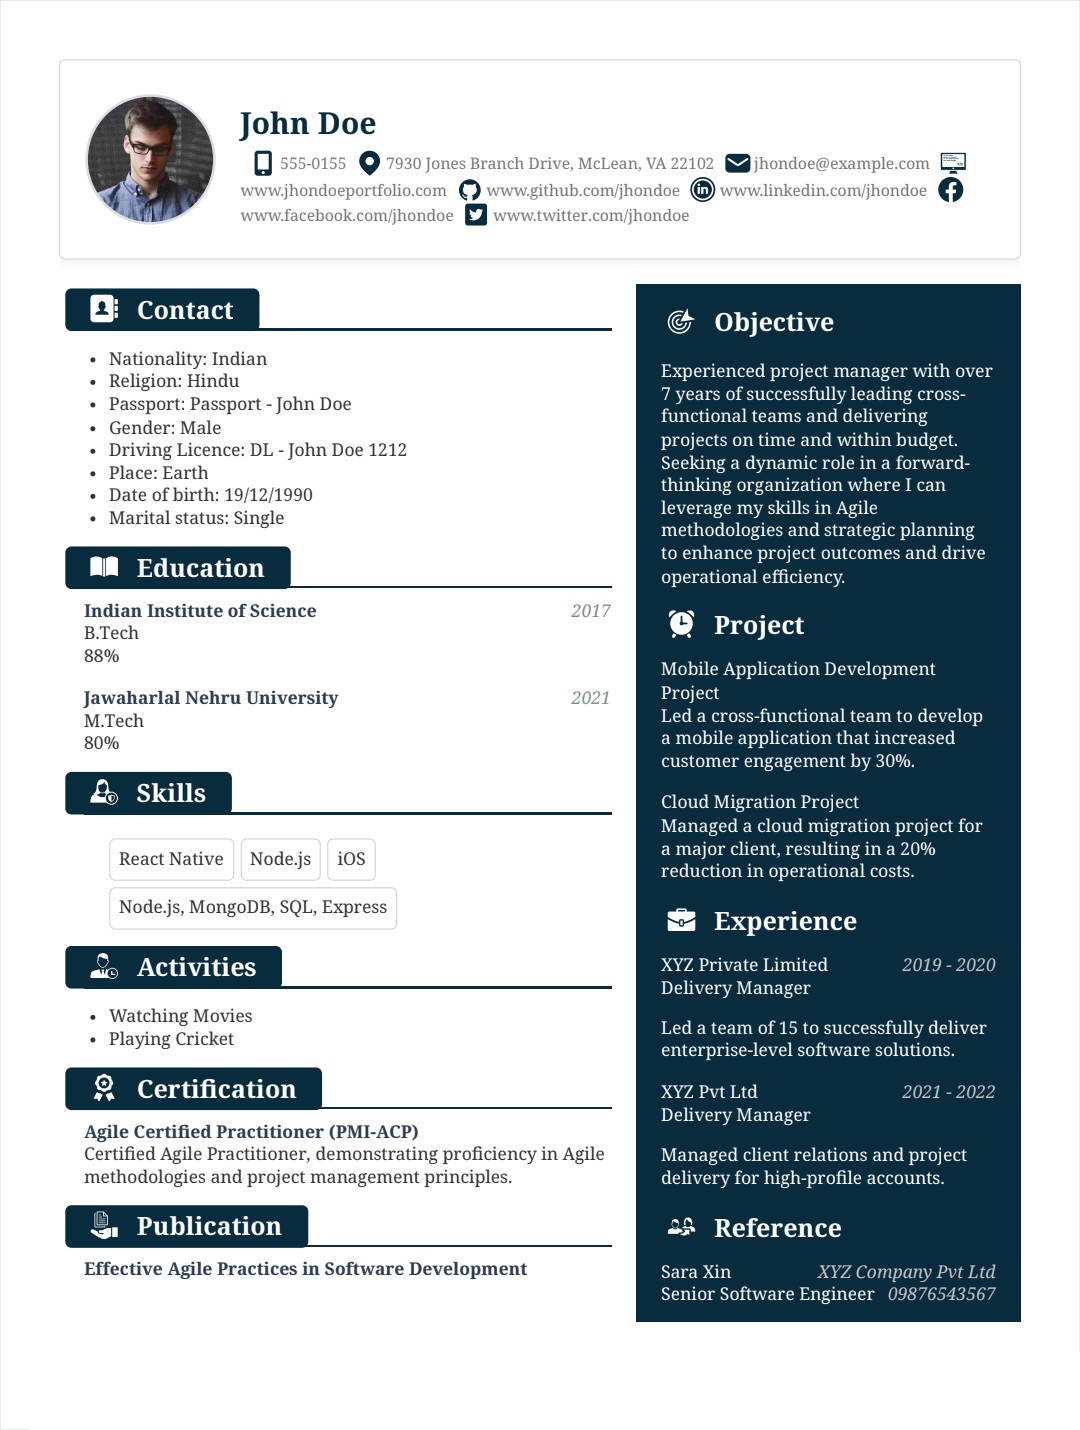 John Doe
555-0155 7930 Jones Branch Drive, McLean, VA 22102 jhondoe@example.com
www.jhondoeportfolio.com www.github.com/jhondoe www.linkedin.com/jhondoe
www.facebook.com/jhondoe www.twitter.com/jhondoe
Contact
• Nationality: Indian
• Religion: Hindu
• Passport: Passport - John Doe
• Gender: Male
• Driving Licence: DL - John Doe 1212
• Place: Earth
• Date of birth: 19/12/1990
• Marital status: Single
Education
Indian Institute of Science 2017
B.Tech
88%
Jawaharlal Nehru University 2021
M.Tech
80%
Skills
React Native Node.js iOS
Node.js, MongoDB, SQL, Express
Activities
• Watching Movies
• Playing Cricket
Certification
Agile Certified Practitioner (PMI-ACP)
Certified Agile Practitioner, demonstrating proficiency in Agile
methodologies and project management principles.
Publication
Effective Agile Practices in Software Development
Objective
Experienced project manager with over
7 years of successfully leading cross-
functional teams and delivering
projects on time and within budget.
Seeking a dynamic role in a forward-
thinking organization where I can
leverage my skills in Agile
methodologies and strategic planning
to enhance project outcomes and drive
operational efficiency.
Project
Mobile Application Development
Project
Led a cross-functional team to develop
a mobile application that increased
customer engagement by 30%.
Cloud Migration Project
Managed a cloud migration project for
a major client, resulting in a 20%
reduction in operational costs.
Experience
XYZ Private Limited 2019 - 2020
Delivery Manager
Led a team of 15 to successfully deliver
enterprise-level software solutions.
XYZ Pvt Ltd 2021 - 2022
Delivery Manager
Managed client relations and project
delivery for high-profile accounts.
Reference
Sara Xin XYZ Company Pvt Ltd
Senior Software Engineer 09876543567